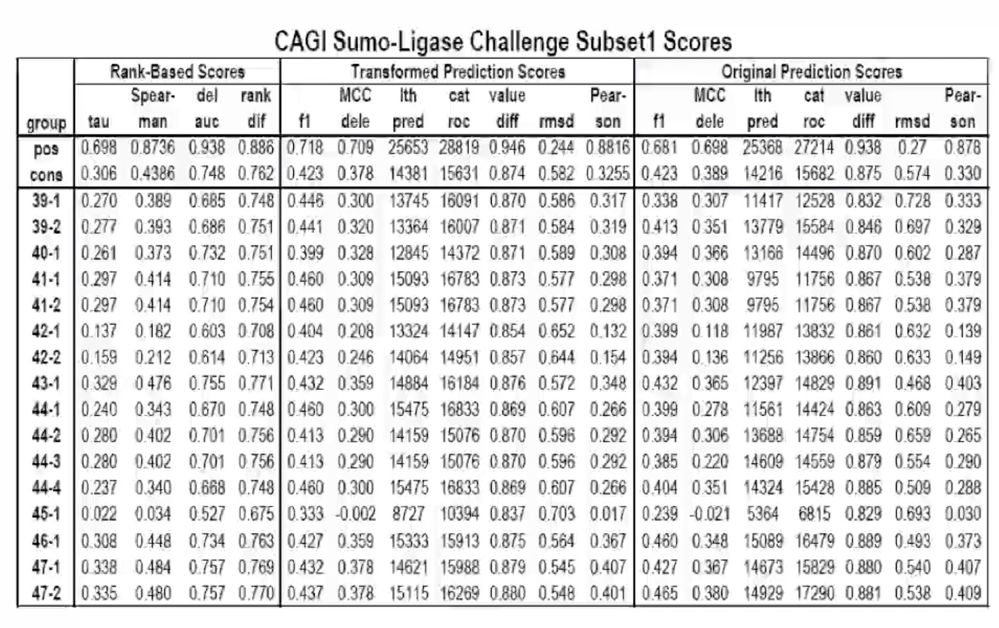 CAGI Sumo-Ligase Challenge Subset1 Scores
Rank-Based Scores Transformed Prediction Scores Original Prediction Scores
Spear- del rank MCC lth cat value Pear- MCC lth cat value Pear-
group tau man auc dif f1 dele pred roc diff rmsd son f1 dele pred roc diff rmsd son
pos 0.698 0.8736 0.938 0.886 0.718 0.709 25653 28819 0.946 0.244 0.8816 0.681 0.698 25368 27214 0.938 0.27 0.878
cons 0.306 0.4386 0.748 0.762 0.423 0.378 14381 15631 0.874 0.582 0.3255 0.423 0.389 14216 15682 0.875 0.574 0.330
39-1 0.270 0.389 0.685 0.748 0.446 0.300 13745 16091 0.870 0.586 0.317 0.338 0.307 11417 12528 0.832 0.728 0.333
39-2 0.277 0.393 0.686 0.751 0.441 0.320 13364 16007 0.871 0.584 0.319 0.413 0.351 13779 15584 0.846 0.697 0.329
40-1 0.261 0.373 0.732 0.751 0.399 0.328 12845 14372 0.871 0.589 0.308 0.394 0.366 13166 14496 0.870 0.602 0.287
41-1 0.297 0.414 0.710 0.755 0.460 0.309 15093 16783 0.873 0.577 0.298 0.371 0.308 9795 11756 0.867 0.538 0.379
41-2 0.297 0.414 0.710 0.754 0.460 0.309 15093 16783 0.873 0.577 0.298 0.371 0.308 9795 11756 0.867 0.538 0.379
42-1 0.137 0.182 0.603 0.708 0.404 0.208 13324 14147 0.854 0.652 0.132 0.399 0.118 11987 13832 0.861 0.632 0.139
42-2 0.159 0.212 0.614 0.713 0.423 0.246 14064 14951 0.857 0.644 0.154 0.394 0.136 11256 13866 0.860 0.633 0.149
43-1 0.329 0.476 0.755 0.771 0.432 0.359 14884 16184 0.876 0.572 0.348 0.432 0.365 12397 14829 0.891 0.468 0.403
44-1 0.240 0.343 0.670 0.748 0.460 0.300 15475 16833 0.869 0.607 0.266 0.399 0.278 11561 14424 0.863 0.609 0.279
44-2 0.280 0.402 0.701 0.756 0.413 0.290 14159 15076 0.870 0.596 0.292 0.394 0.306 13688 14754 0.859 0.659 0.265
44-3 0.280 0.402 0.701 0.756 0.413 0.290 14159 15076 0.870 0.596 0.292 0.385 0.220 14609 14559 0.879 0.554 0.290
44-4 0.237 0.340 0.668 0.748 0.460 0.300 15475 16833 0.869 0.607 0.266 0.404 0.351 14324 15428 0.885 0.509 0.288
45-1 0.022 0.034 0.527 0.675 0.333 -0.002 8727 10394 0.837 0.703 0.017 0.239 -0.021 5364 6815 0.829 0.693 0.030
46-1 0.308 0.448 0.734 0.763 0.427 0.359 15333 15913 0.875 0.564 0.367 0.460 0.348 15089 16479 0.889 0.493 0.373
47-1 0.338 0.484 0.757 0.769 0.432 0.378 14621 15988 0.879 0.545 0.407 0.427 0.367 14673 15829 0.880 0.540 0.407
47-2 0.335 0.480 0.757 0.770 0.437 0.378 15115 16269 0.880 0.548 0.401 0.465 0.380 14929 17290 0.881 0.538 0.409